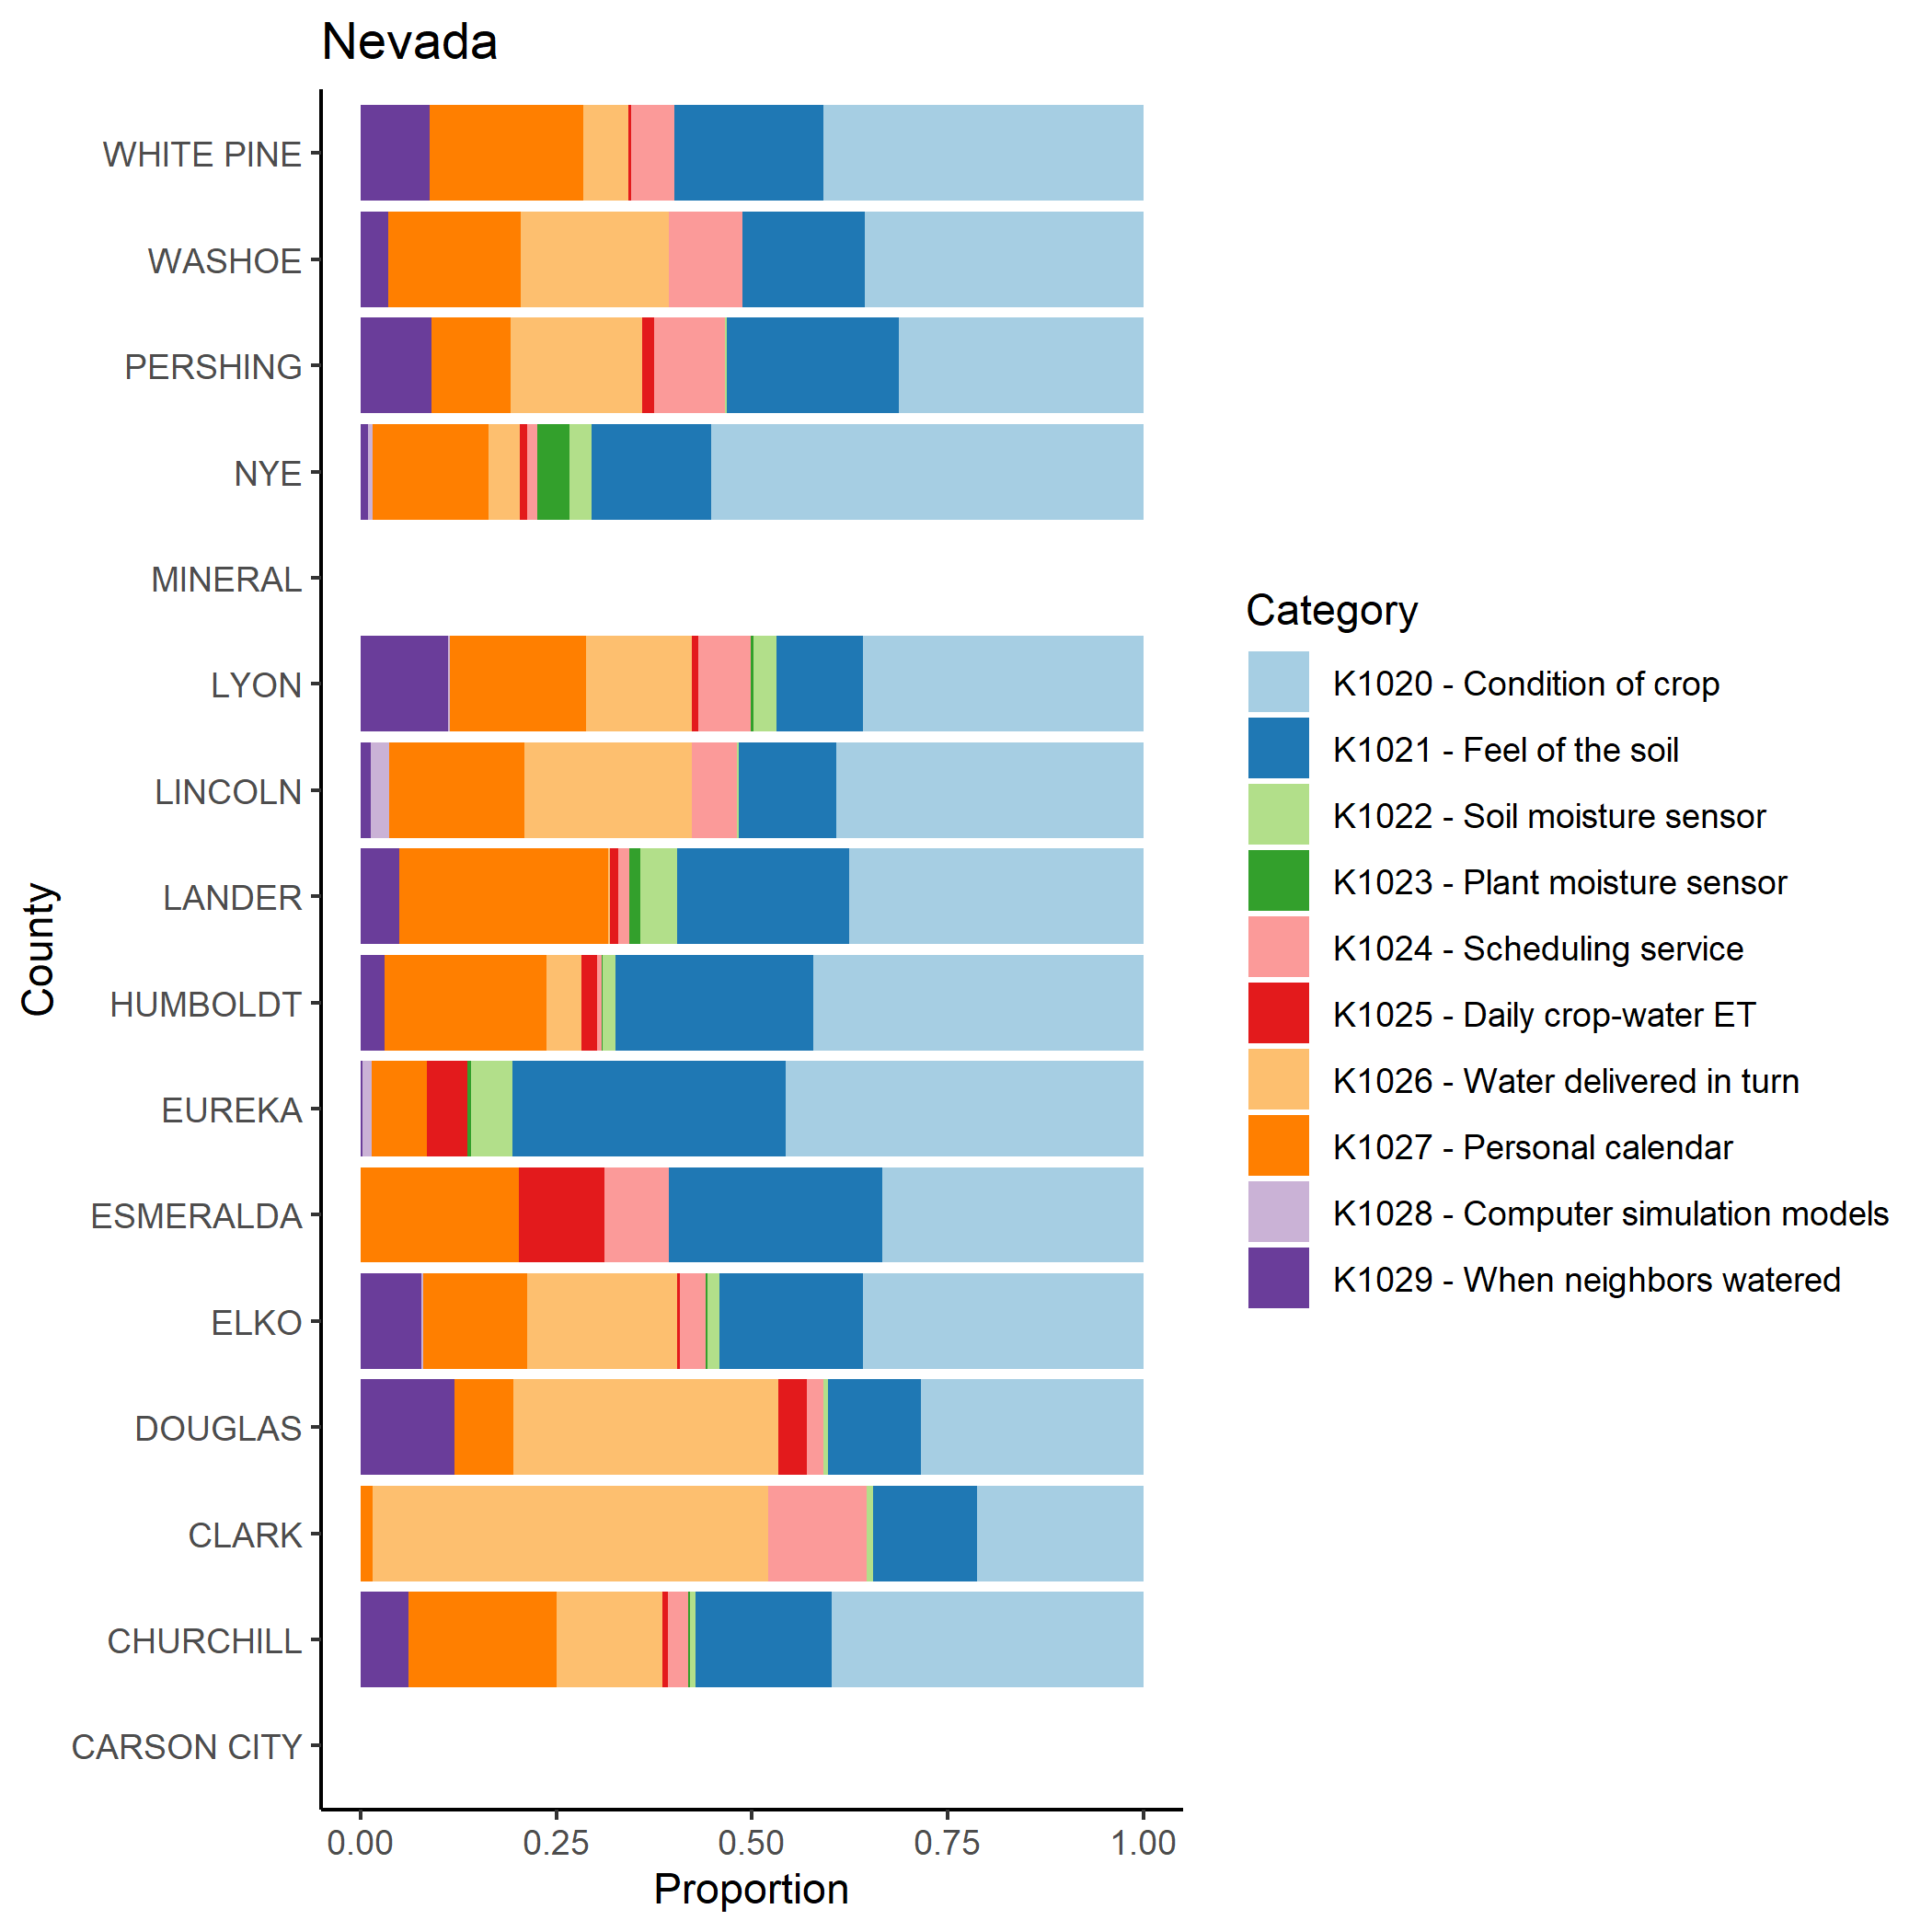 Nevada
WHITE PINE
WASHOE
PERSHING
NYE
MINERAL
LYON
LINCOLN
LANDER
HUMBOLDT
EUREKA
ESMERALDA
ELKO
DOUGLAS
CLARK
CHURCHILL
CARSON CITY
County
0.00 0.25 0.50 0.75 1.00
Proportion
Category
K1020 - Condition of crop
K1021 - Feel of the soil
K1022 - Soil moisture sensor
K1023 - Plant moisture sensor
K1024 - Scheduling service
K1025 - Daily crop-water ET
K1026 - Water delivered in turn
K1027 - Personal calendar
K1028 - Computer simulation models
K1029 - When neighbors watered